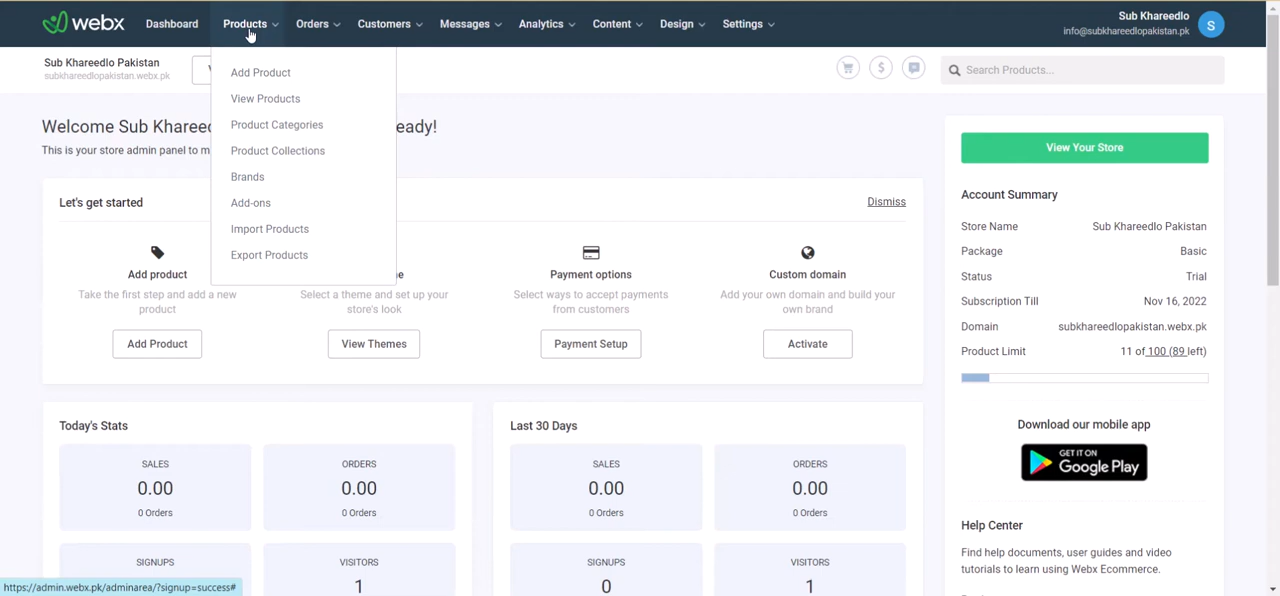 webx Dashboard Products Orders Customers Messages Analytics Content Design Settings
Sub Khareedlo
info@subkhareedlopakistan.pk
S
Sub Khareedlo Pakistan
subkhareedlopakistan.webx.pk
V
Search Products...
Add Product
View Products
Product Categories
Product Collections
Brands
Add-ons
Import Products
Export Products
Welcome Sub Khareed eady!
This is your store admin panel to m
Let's get started
Dismiss
Add product
Take the first step and add a new
product
Add Product
e
Select a theme and set up your
store's look
View Themes
Payment options
Select ways to accept payments
from customers
Payment Setup
Custom domain
Add your own domain and build your
own brand
Activate
View Your Store
Account Summary
Store Name Sub Khareedlo Pakistan
Package Basic
Status Trial
Subscription Till Nov 16, 2022
Domain subkhareedlopakistan.webx.pk
Product Limit 11 of 100 (89 left)
Download our mobile app
GET IT ON
Google Play
Help Center
Find help documents, user guides and video
tutorials to learn using Webx Ecommerce.
Today's Stats
SALES
0.00
0 Orders
ORDERS
0.00
0 Orders
SIGNUPS
VISITORS
1
Last 30 Days
SALES
0.00
0 Orders
ORDERS
0.00
0 Orders
SIGNUPS
0
VISITORS
1
https://admin.webx.pk/adminarea/?signup=success#